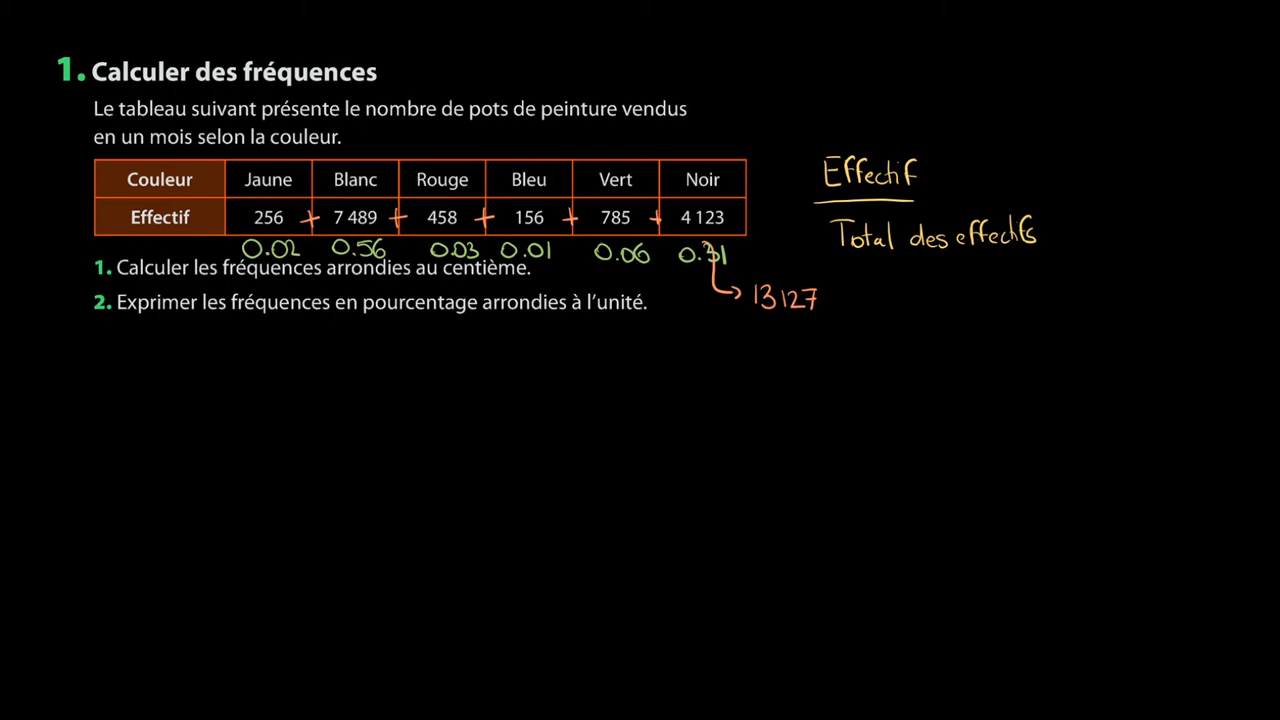 1. Calculer des fréquences
Le tableau suivant présente le nombre de pots de peinture vendus
en un mois selon la couleur.
Couleur Jaune Blanc Rouge Bleu Vert Noir
Effectif 256 + 7 489 + 458 + 156 + 785 + 4 123
0.02 0.56 0.03 0.01 0.06 0.31
1. Calculer les fréquences arrondies au centième.
2. Exprimer les fréquences en pourcentage arrondies à l'unité.
13127
Effectif
Total des effectifs